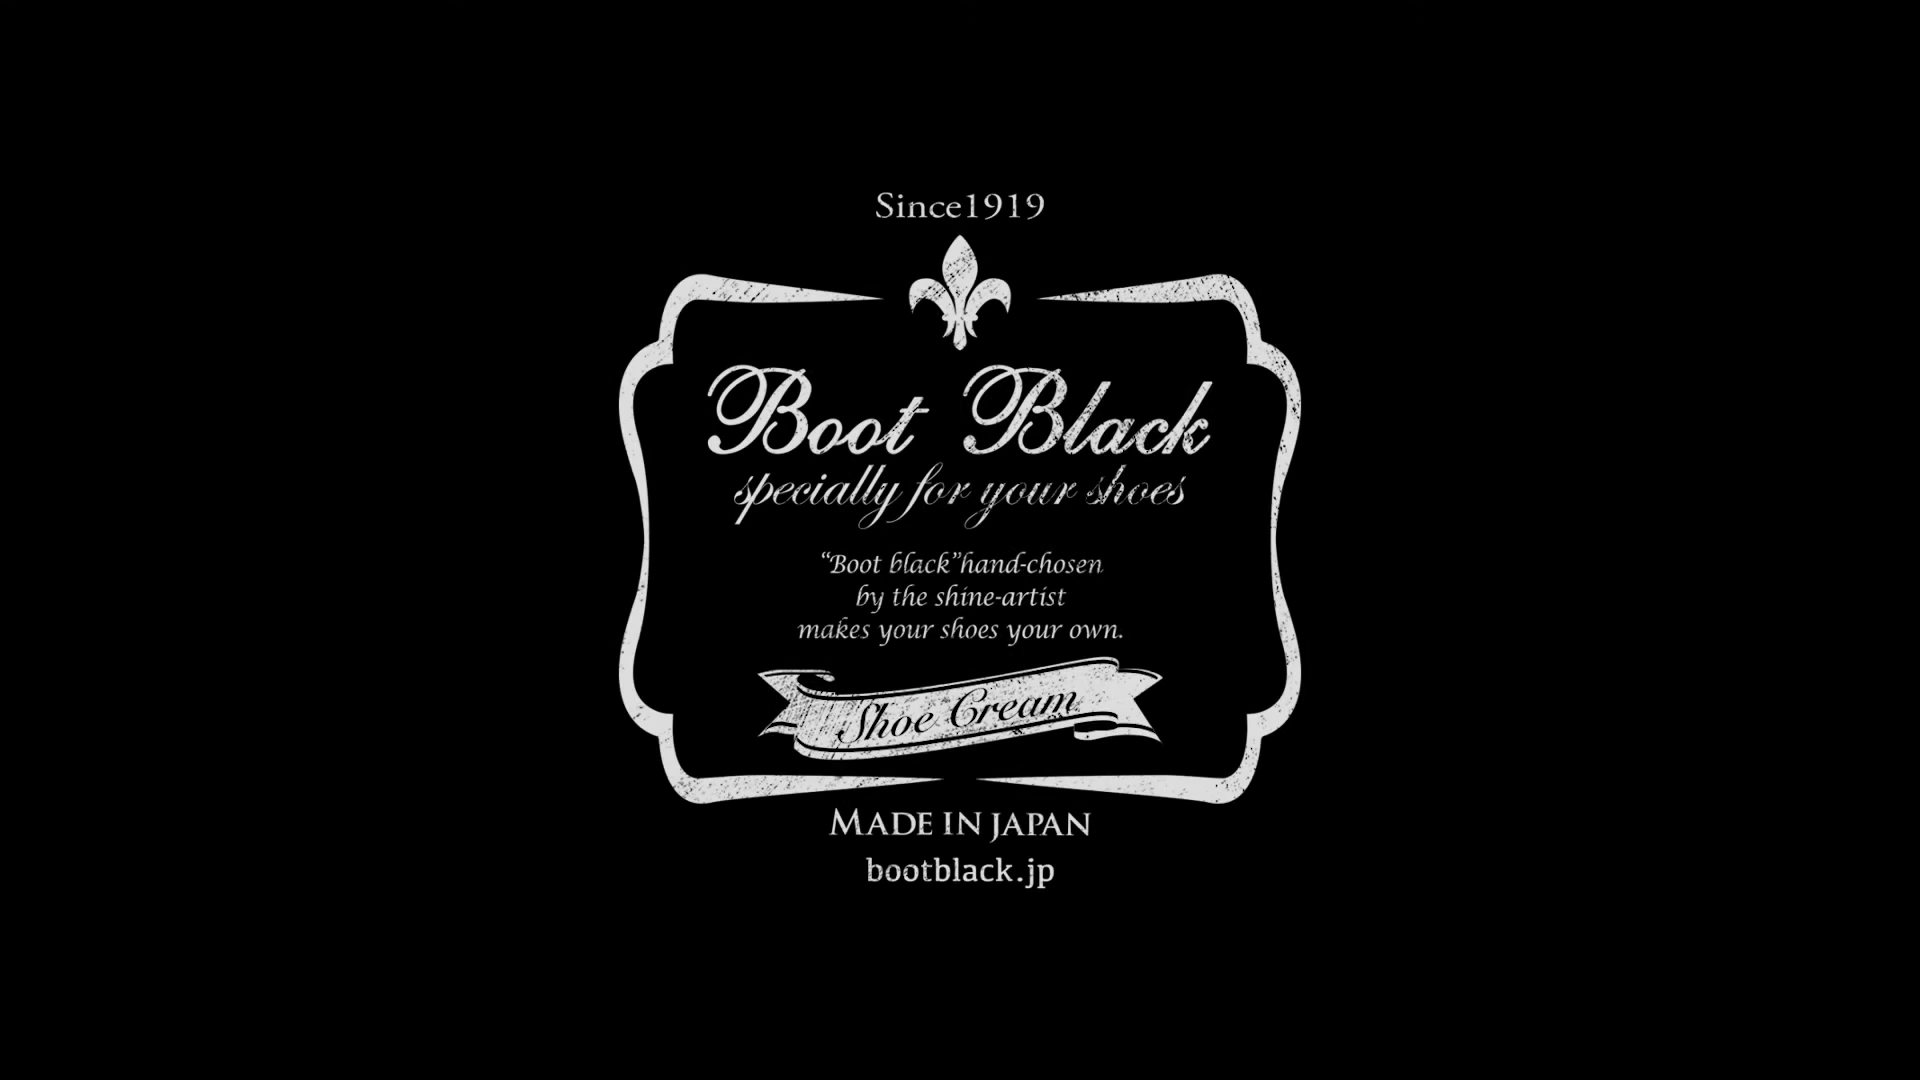 Since1919
Boot Black
specially for your shoes
“Boot black”hand-chosen
by the shine-artist
makes your shoes your own.
Shoe Cream
MADE IN JAPAN
bootblack.jp